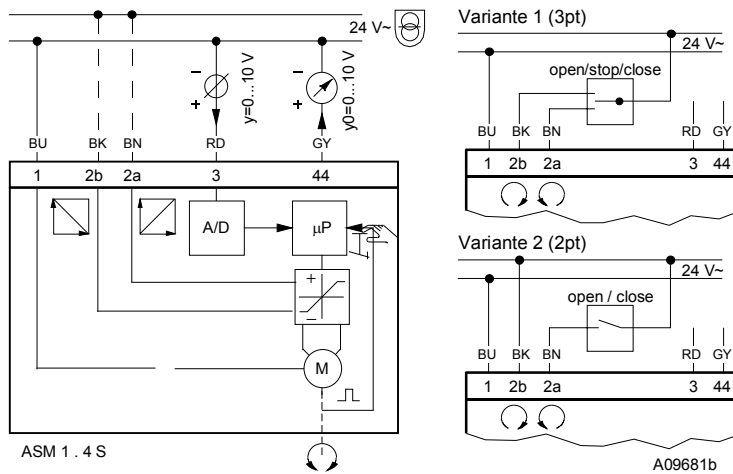 24 V~
− −
+ +
y=0...10 V
y0=0...10 V
BU BK BN RD GY
1 2b 2a 3 44
A/D
µP
+
−
M
ASM 1 . 4 S
Variante 1 (3pt)
24 V~
open/stop/close
BU BK BN RD GY
1 2b 2a 3 44
Variante 2 (2pt)
24 V~
open / close
BU BK BN RD GY
1 2b 2a 3 44
A09681b